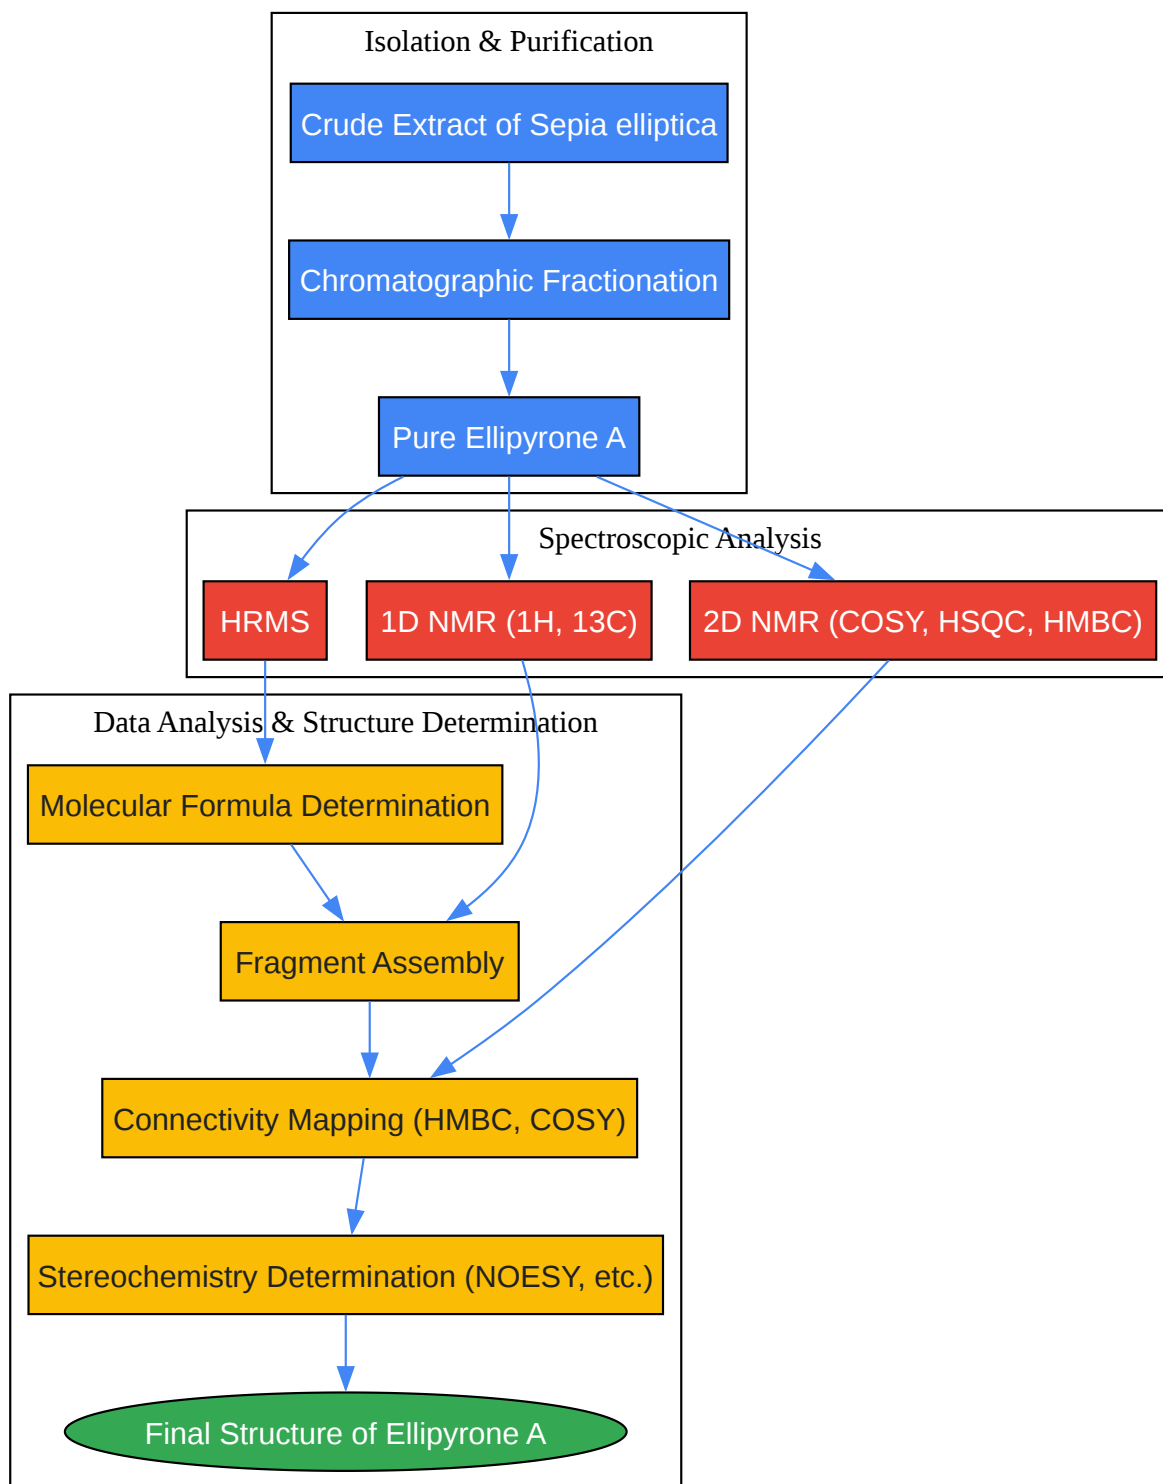 Isolation & Purification
Crude Extract of Sepia elliptica
Chromatographic Fractionation
Pure Ellipyrone A
Spectroscopic Analysis
HRMS
1D NMR (1H, 13C)
2D NMR (COSY, HSQC, HMBC)
Data Analysis & Structure Determination
Molecular Formula Determination
Fragment Assembly
Connectivity Mapping (HMBC, COSY)
Stereochemistry Determination (NOESY, etc.)
Final Structure of Ellipyrone A